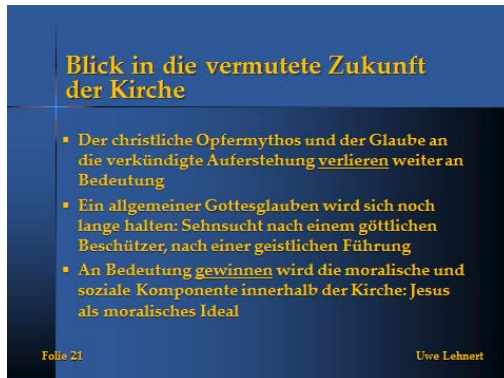 Blick in die vermutete Zukunft
der Kirche
▪ Der christliche Opfermythos und der Glaube an
die verkündigte Auferstehung verlieren weiter an
Bedeutung
▪ Ein allgemeiner Gottesglauben wird sich noch
lange halten: Sehnsucht nach einem göttlichen
Beschützer, nach einer geistlichen Führung
▪ An Bedeutung gewinnen wird die moralische und
soziale Komponente innerhalb der Kirche: Jesus
als moralisches Ideal
Folie 21 Uwe Lehnert